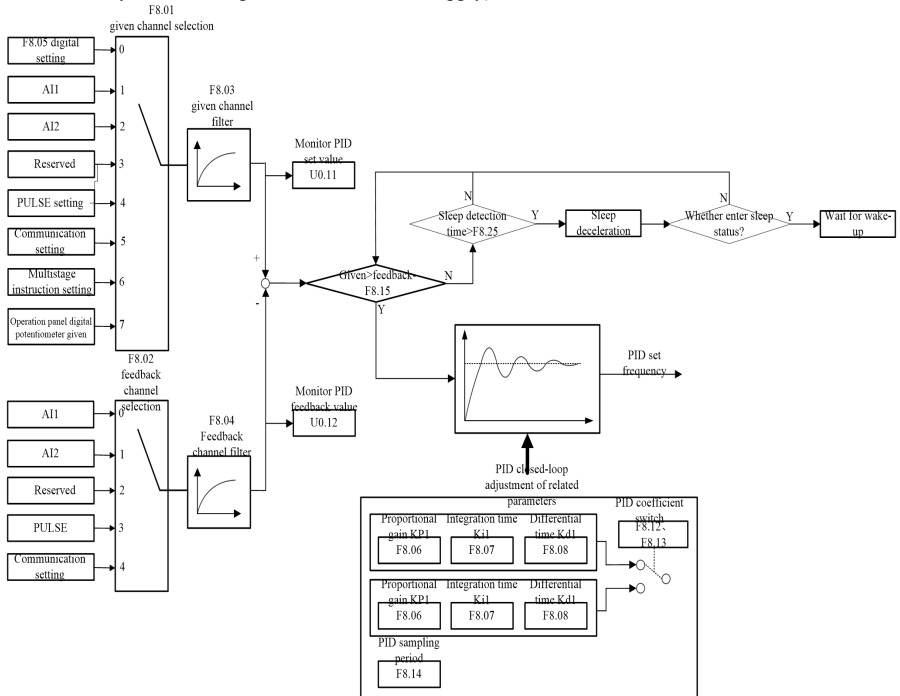 F8.01
given channel selection
F8.05 digital
setting
0
AI1
1
AI2
2
Reserved
3
PULSE setting
4
Communication
setting
5
Multistage
instruction setting
6
Operation panel digital
potentiometer given
7
F8.03
given channel
filter
Monitor PID
set value
U0.11
+
-
Given>feedback-
F8.15
N
Y
Sleep detection
time>F8.25
N
Y
Sleep
deceleration
Whether enter sleep
status?
N
Y
Wait for wake-
up
F8.02
feedback
channel
selection
AI1
0
AI2
1
Reserved
2
PULSE
3
Communication
setting
4
F8.04
Feedback
channel filter
Monitor PID
feedback value
U0.12
PID set
frequency
PID closed-loop
adjustment of related
parameters
Proportional
gain KP1
F8.06
Integration time
Ki1
F8.07
Differential
time Kd1
F8.08
PID coefficient
switch
F8.12、
F8.13
Proportional
gain KP1
F8.06
Integration time
Ki1
F8.07
Differential
time Kd1
F8.08
PID sampling
period
F8.14